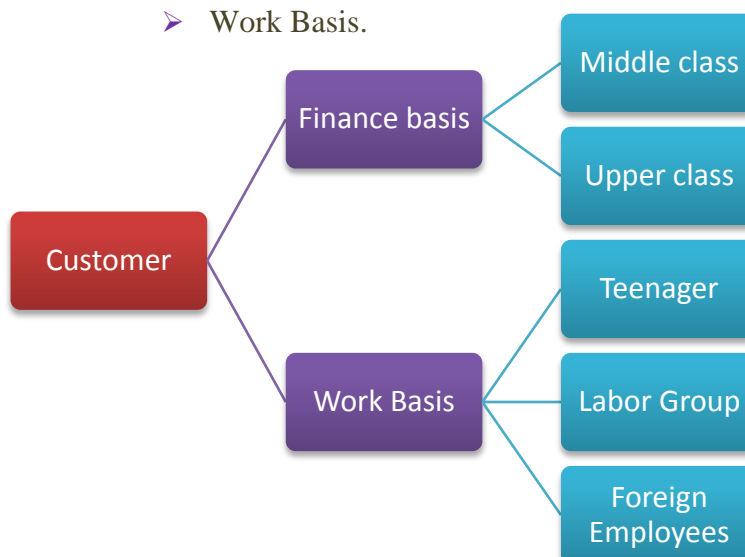 ➢ Work Basis.
Customer
Finance basis
Middle class
Upper class
Work Basis
Teenager
Labor Group
Foreign
Employees